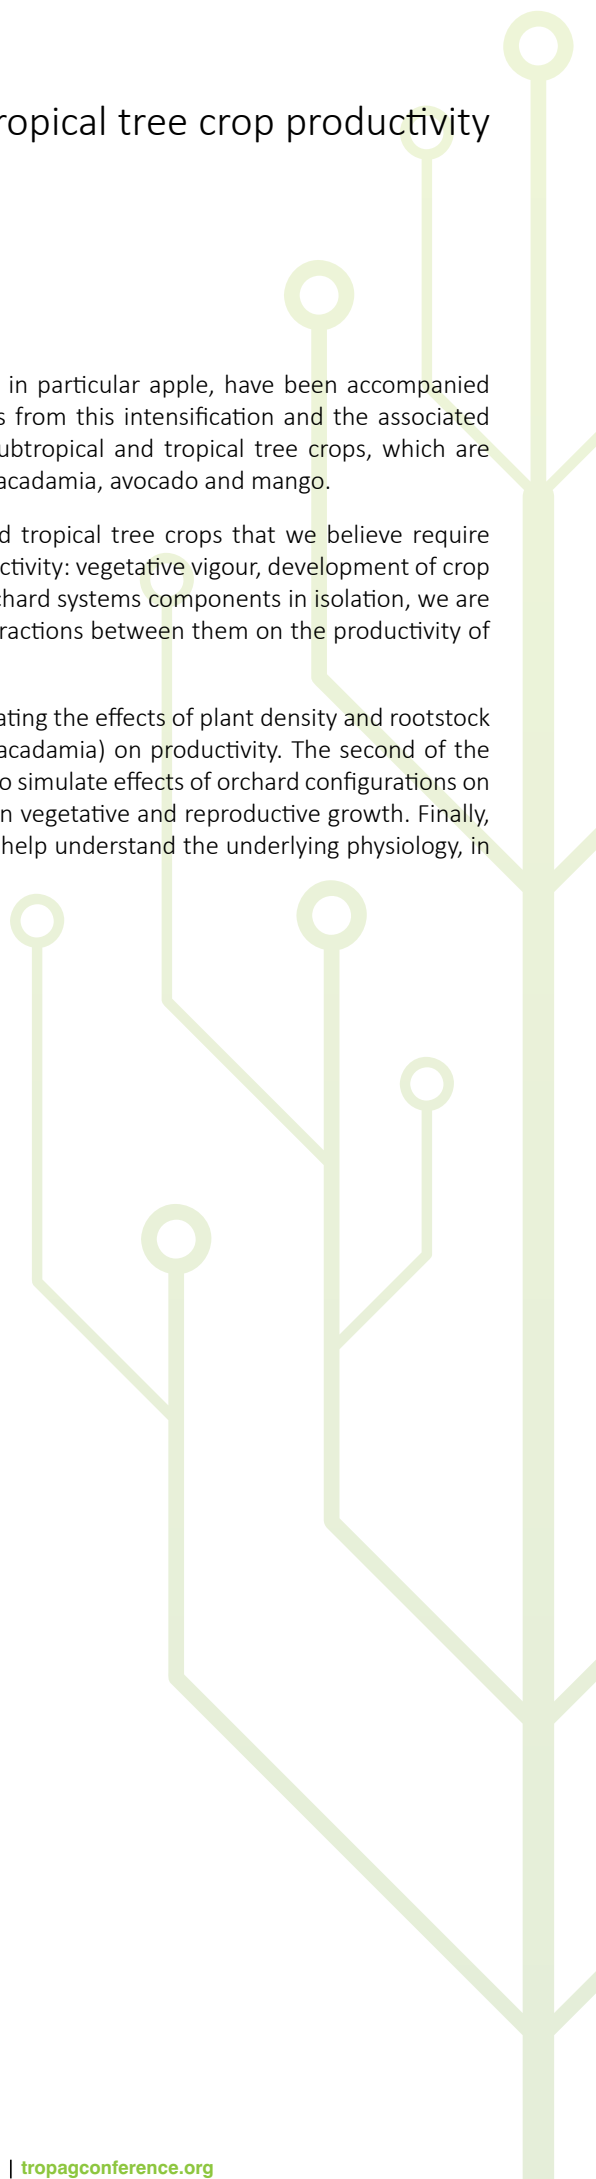 ropical tree crop productivity
in particular apple, have been accompanied
s from this intensification and the associated
ubtropical and tropical tree crops, which are
acadamia, avocado and mango.
d tropical tree crops that we believe require
ctivity: vegetative vigour, development of crop
chard systems components in isolation, we are
ractions between them on the productivity of
ating the effects of plant density and rootstock
acadamia) on productivity. The second of the
o simulate effects of orchard configurations on
n vegetative and reproductive growth. Finally,
help understand the underlying physiology, in
| tropagconference.org